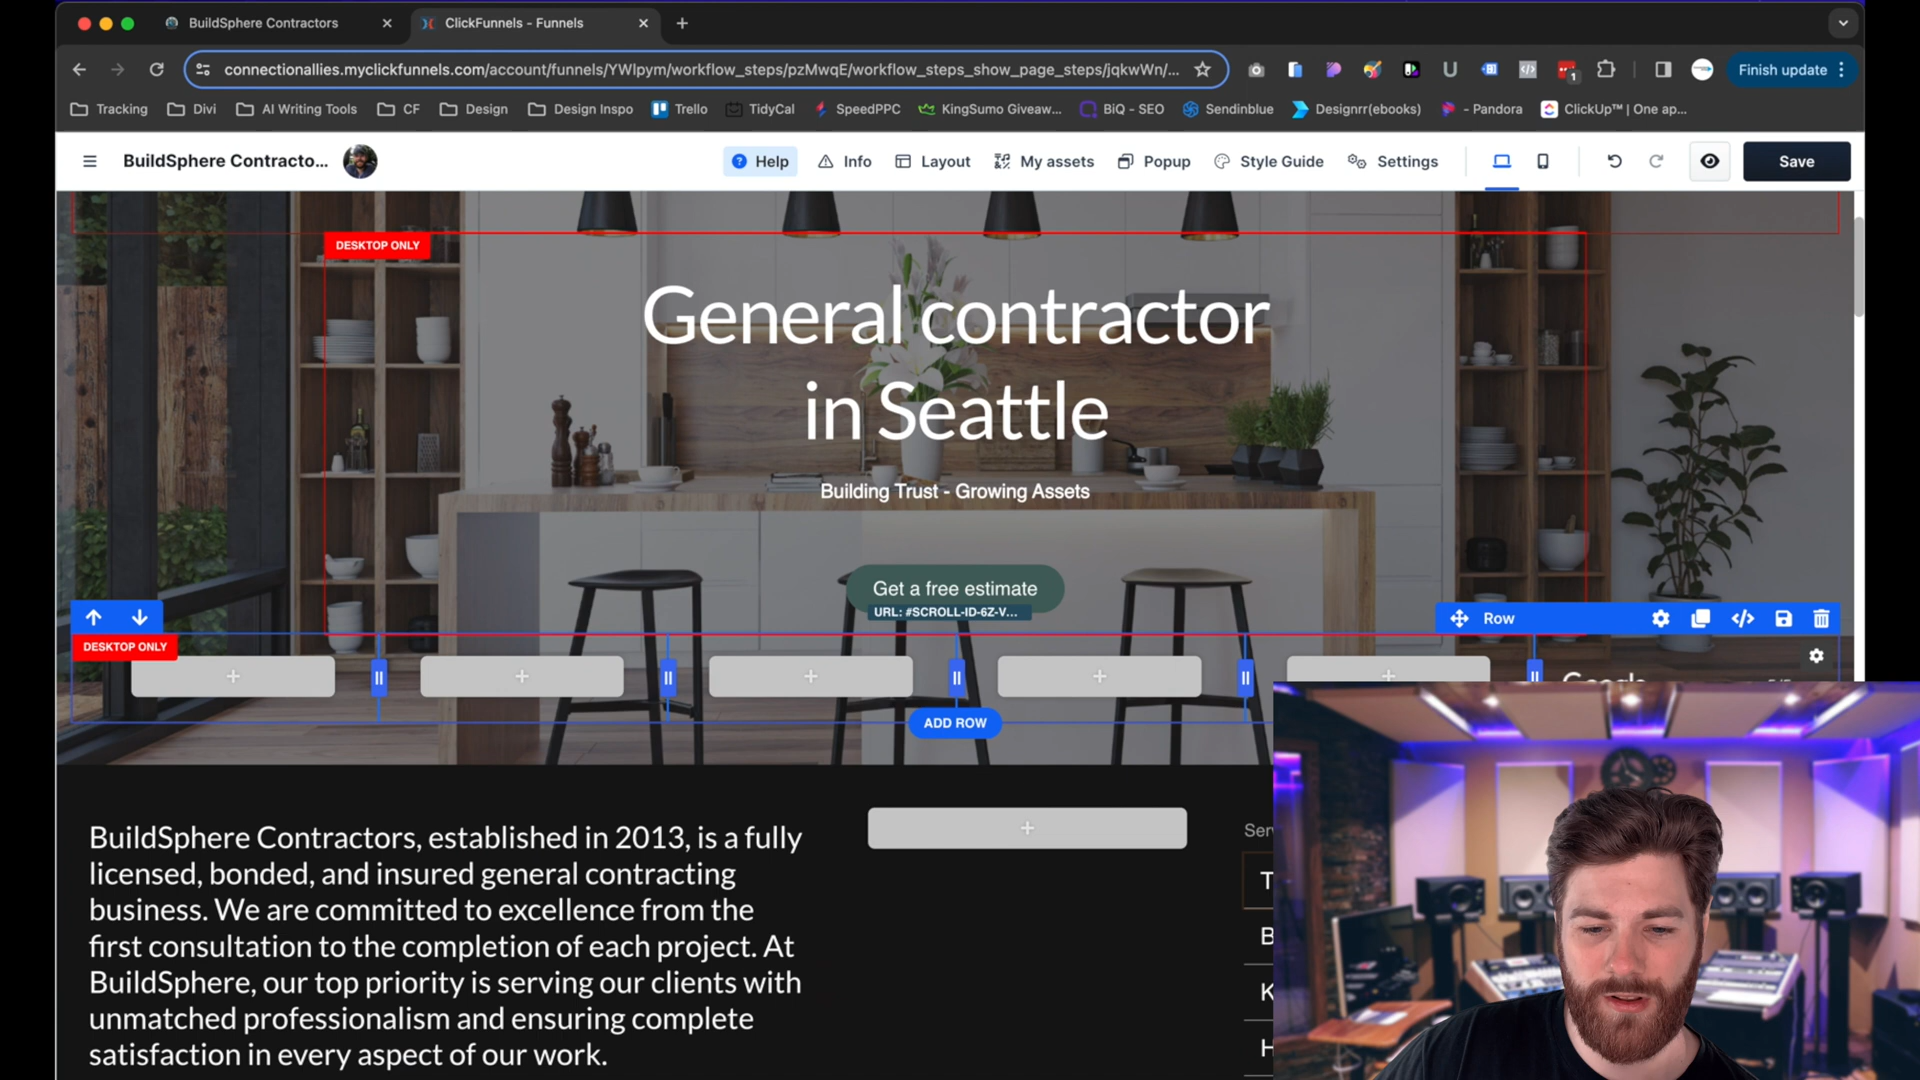 BuildSphere Contractors
ClickFunnels - Funnels
connectionallies.myclickfunnels.com/account/funnels/YWlpym/workflow_steps/pzMwqE/workflow_steps_show_page_steps/jqkwWn/...
1
Finish update
Tracking
Divi
AI Writing Tools
CF
Design
Design Inspo
Trello
TidyCal
SpeedPPC
KingSumo Giveaw...
BiQ - SEO
Sendinblue
Designrr(ebooks)
- Pandora
ClickUp™ | One ap...
BuildSphere Contracto...
Help
Info
Layout
My assets
Popup
Style Guide
Settings
Save
DESKTOP ONLY
General contractor
in Seattle
Building Trust - Growing Assets
Get a free estimate
URL: #SCROLL-ID-6Z-V...
Row
DESKTOP ONLY
Google
ADD ROW
BuildSphere Contractors, established in 2013, is a fully
licensed, bonded, and insured general contracting
business. We are committed to excellence from the
first consultation to the completion of each project. At
BuildSphere, our top priority is serving our clients with
unmatched professionalism and ensuring complete
satisfaction in every aspect of our work.
Ser
T
B
K
H